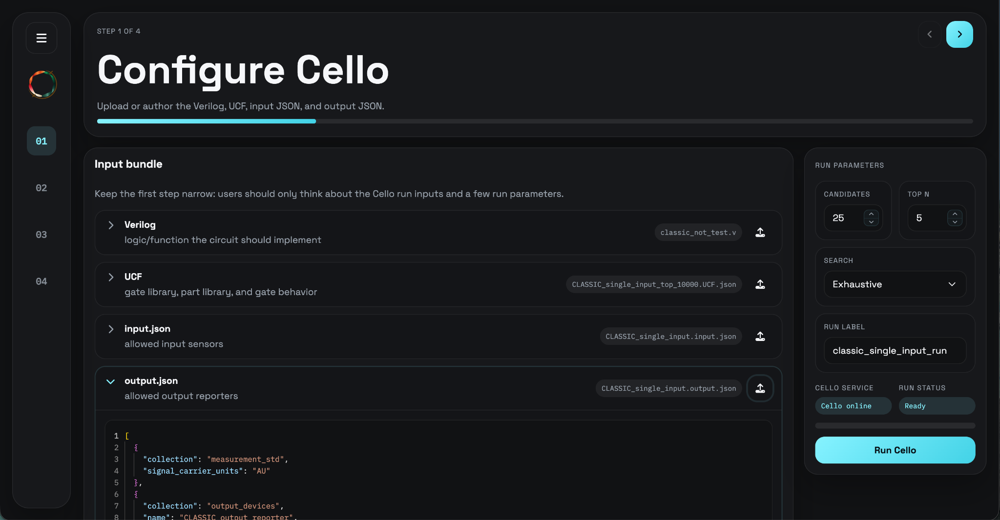 STEP 1 OF 4
Configure Cello
Upload or author the Verilog, UCF, input JSON, and output JSON.
01
02
03
04
Input bundle
Keep the first step narrow: users should only think about the Cello run inputs and a few run parameters.
Verilog
logic/function the circuit should implement
classic_not_test.v
UCF
gate library, part library, and gate behavior
CLASSIC_single_input_top_10000.UCF.json
input.json
allowed input sensors
CLASSIC_single_input.input.json
output.json
allowed output reporters
CLASSIC_single_input.output.json
1 [
2 {
3 "collection": "measurement_std",
4 "signal_carrier_units": "AU"
5 },
6 {
7 "collection": "output_devices",
8 "name": "CLASSIC_output_reporter",
RUN PARAMETERS
CANDIDATES
25
TOP N
5
SEARCH
Exhaustive
RUN LABEL
classic_single_input_run
CELLO SERVICE
Cello online
RUN STATUS
Ready
Run Cello